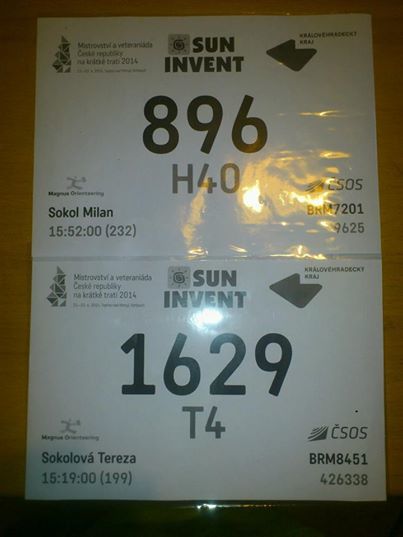 Mistrovství a veteraniáda
České republiky
na krátké trati 2014
SUN
INVENT
KRÁLOVÉHRADECKÝ
KRAJ
896
H40
Magnus Orienteering
ČSOS
Sokol Milan
BRM7201
15:52:00 (232)
9625
Mistrovství a veteraniáda
České republiky
na krátké trati 2014
SUN
INVENT
KRÁLOVÉHRADECKÝ
KRAJ
1629
T4
Magnus Orienteering
ČSOS
Sokolová Tereza
BRM8451
15:19:00 (199)
426338